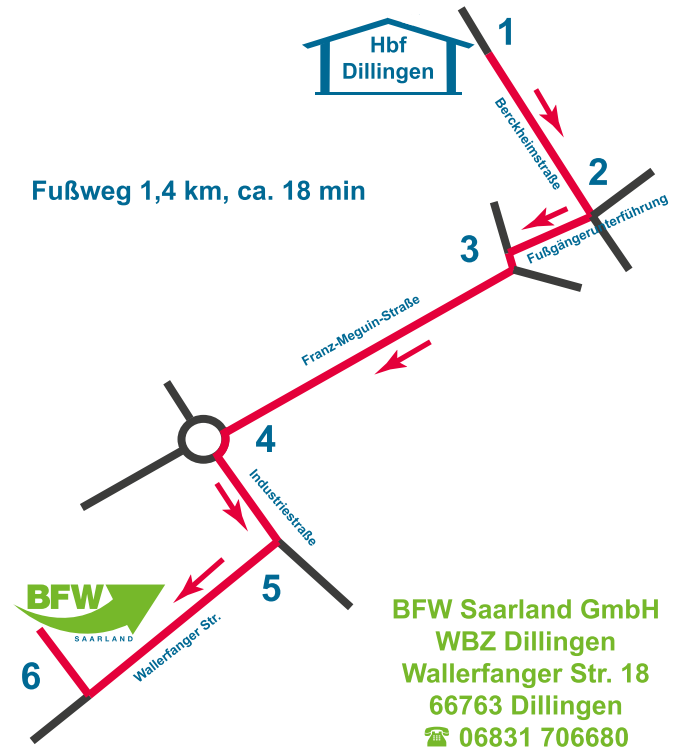 1
Hbf
Dillingen
Berckheimstraße
2
Fußweg 1,4 km, ca. 18 min
Fußgängerunterführung
3
Franz-Meguin-Straße
4
Industriestraße
5
BFW
SAARLAND
Wallerfanger Str.
6
BFW Saarland GmbH
WBZ Dillingen
Wallerfanger Str. 18
66763 Dillingen
☎ 06831 706680